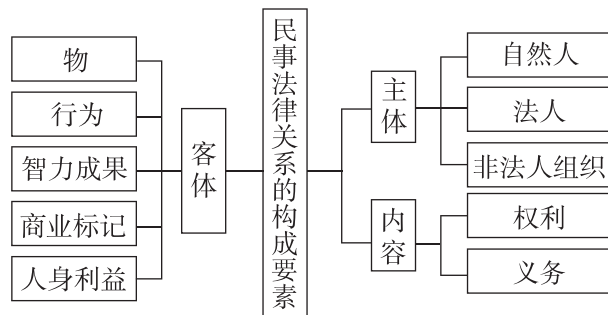 物
行为
智力成果
商业标记
人身利益
客体
民事法律关系的构成要素
主体
内容
自然人
法人
非法人组织
权利
义务